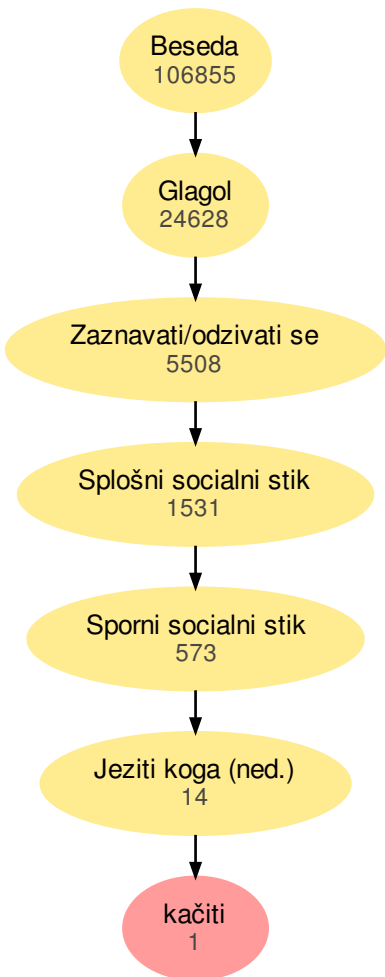 Beseda
106855
Glagol
24628
Zaznavati/odzivati se
5508
Splošni socialni stik
1531
Sporni socialni stik
573
Jeziti koga (ned.)
14
kačiti
1